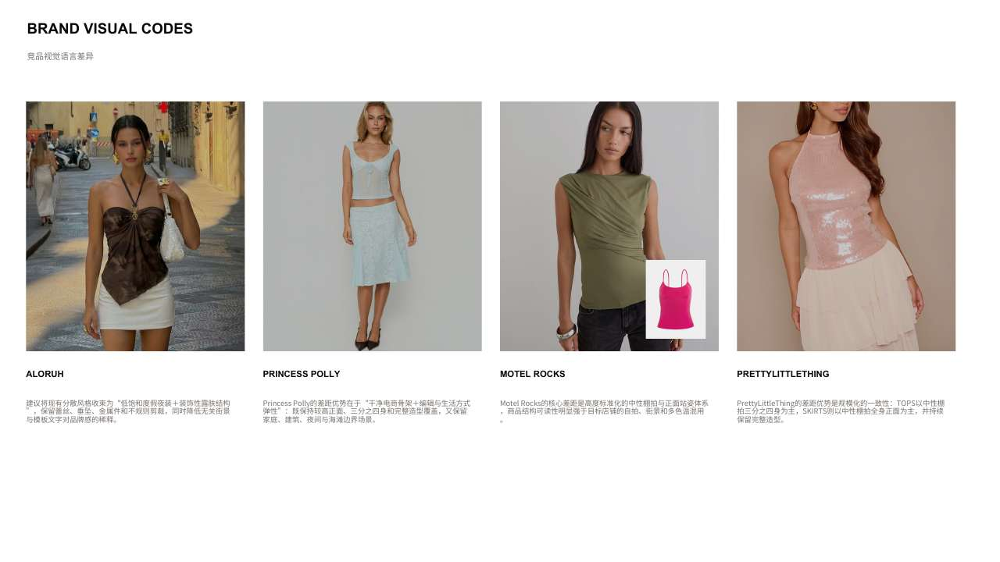 BRAND VISUAL CODES
竞品视觉语言差异
ALORUH
建议将现有分散风格收束为“低饱和度假夜装＋装饰性露肤结构
”，保留蕾丝、垂坠、金属件和不规则剪裁，同时降低无关街景
与模板文字对品牌感的稀释。
PRINCESS POLLY
Princess Polly的差距优势在于“干净电商骨架＋编辑与生活方式
弹性”：既保持较高正面、三分之四身和完整造型覆盖，又保留
家庭、建筑、夜间与海滩边界场景。
MOTEL ROCKS
Motel Rocks的核心差距是高度标准化的中性棚拍与正面站姿体系
，商品结构可读性明显强于目标店铺的自拍、街景和多色温混用
。
PRETTYLITTLETHING
PrettyLittleThing的差距优势是规模化的一致性：TOPS以中性棚
拍三分之四身为主，SKIRTS则以中性棚拍全身正面为主，并持续
保留完整造型。